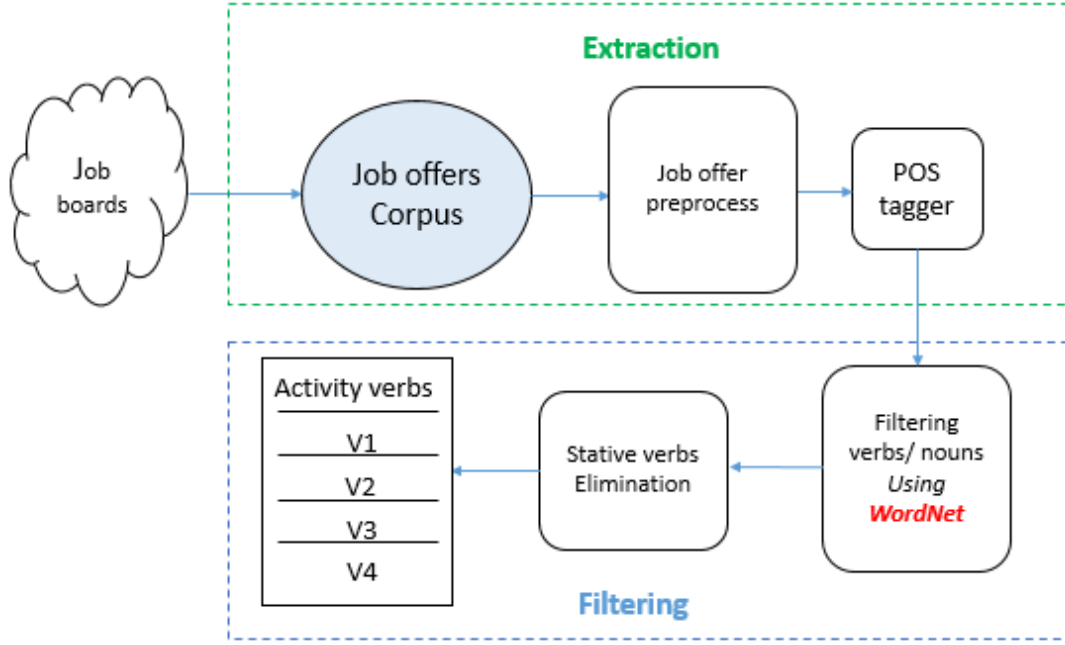 Extraction
Job
boards
Job offers
Corpus
Job offer
preprocess
POS
tagger
Activity verbs
V1
V2
V3
V4
Stative verbs
Elimination
Filtering
verbs/ nouns
Using
WordNet
Filtering